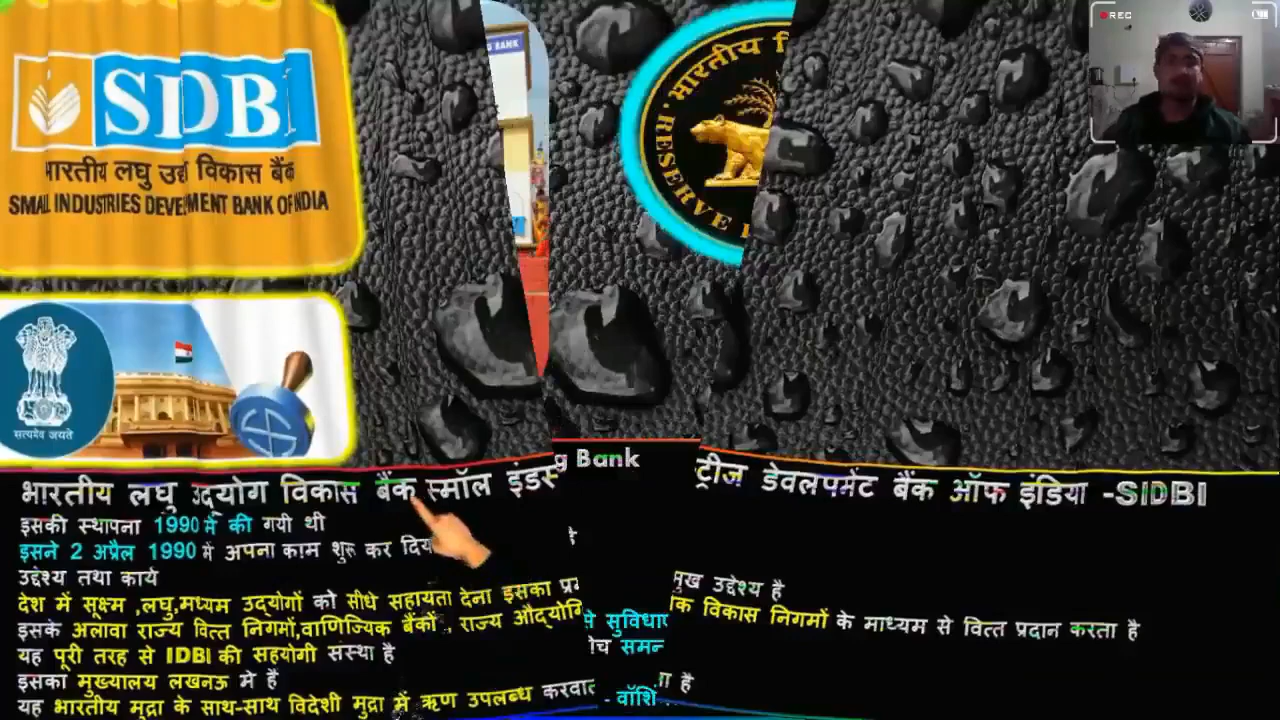 REC
SIDBI
भारतीय लघु उद्य विकास बैंक
SMAL INDUSTRIES DEVE MENT BANK OF INDIA
G BANK
भारतीय रि
RESERVE
सत्यमेव जयते
g Bank
भारतीय लघु उद्योग विकास बैंक स्मॉल इंडस्ट्रीज डेवलपमेंट बैंक ऑफ इंडिया -SIDBI
इसकी स्थापना 1990 में की गयी थी
इसने 2 अप्रैल 1990 में अपना काम शुरू कर दिय है
उद्देश्य तथा कार्य
देश में सूक्ष्म ,लघु,मध्यम उद्योगों को सीधे सहायता देना इसका प्रमुख उद्देश्य है
इसके अलावा राज्य वित्त निगमों,वाणिज्यिक बैंकों , राज्य औद्योगिक विकास निगमों के माध्यम से वित्त प्रदान करता है
से सुविधाए
यह पूरी तरह से IDBI की सहयोगी संस्था है
इसका मुख्यालय लखनऊ मे है
यह भारतीय मुद्रा के साथ-साथ विदेशी मुद्रा में ऋण उपलब्ध करवाता है
- वॉशि